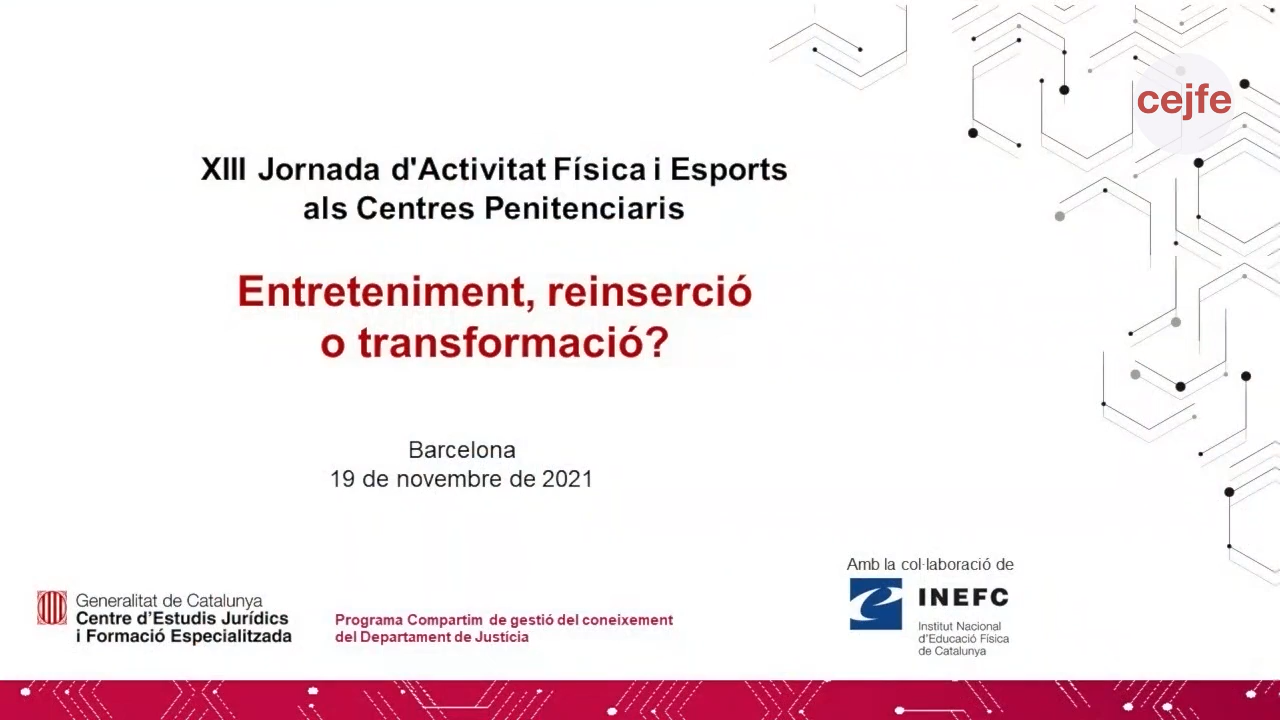 cejfe
XIII Jornada d'Activitat Física i Esports
als Centres Penitenciaris
Entreteniment, reinserció
o transformació?
Barcelona
19 de novembre de 2021
Generalitat de Catalunya
Centre d'Estudis Jurídics
i Formació Especialitzada
Programa Compartim de gestió del coneixement
del Departament de Justícia
Amb la col·laboració de
INEFC
Institut Nacional
d'Educació Física
de Catalunya